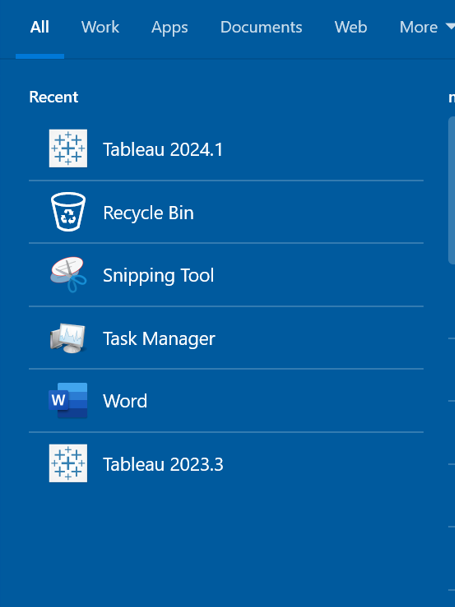 All Work Apps Documents Web More
Recent
Tableau 2024.1
Recycle Bin
Snipping Tool
Task Manager
W Word
Tableau 2023.3